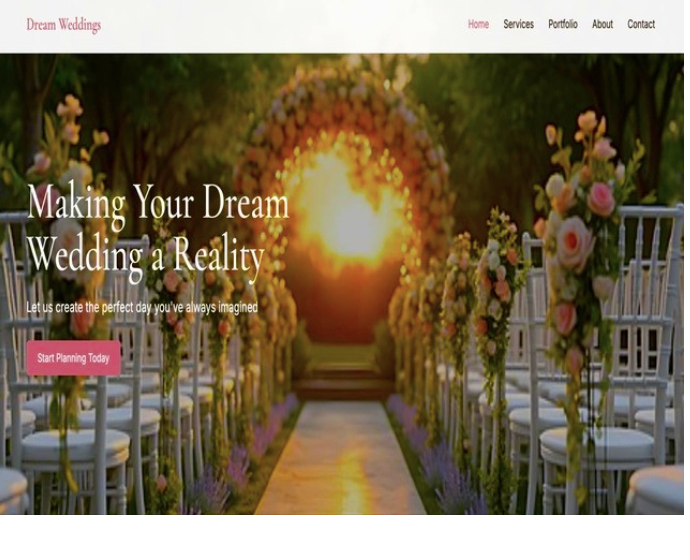 Dream Weddings
Home Services Portfolio About Contact
Making Your Dream
Wedding a Reality
Let us create the perfect day you've always imagined
Start Planning Today